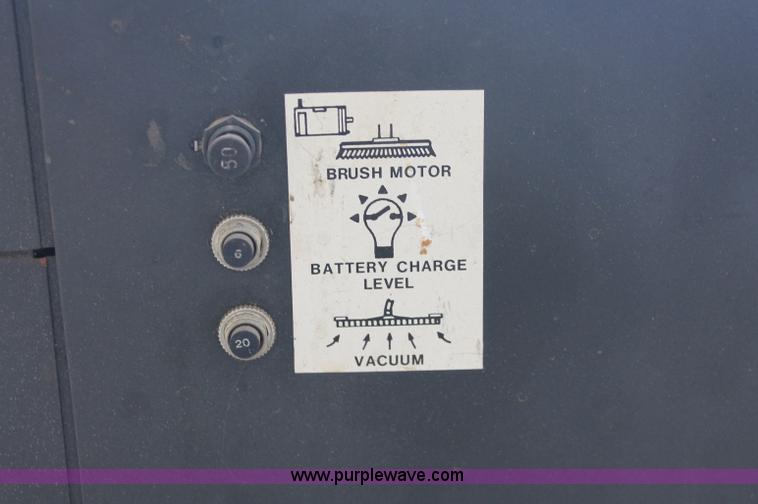 50
BRUSH MOTOR
6
BATTERY CHARGE
LEVEL
20
VACUUM
www.purplewave.com